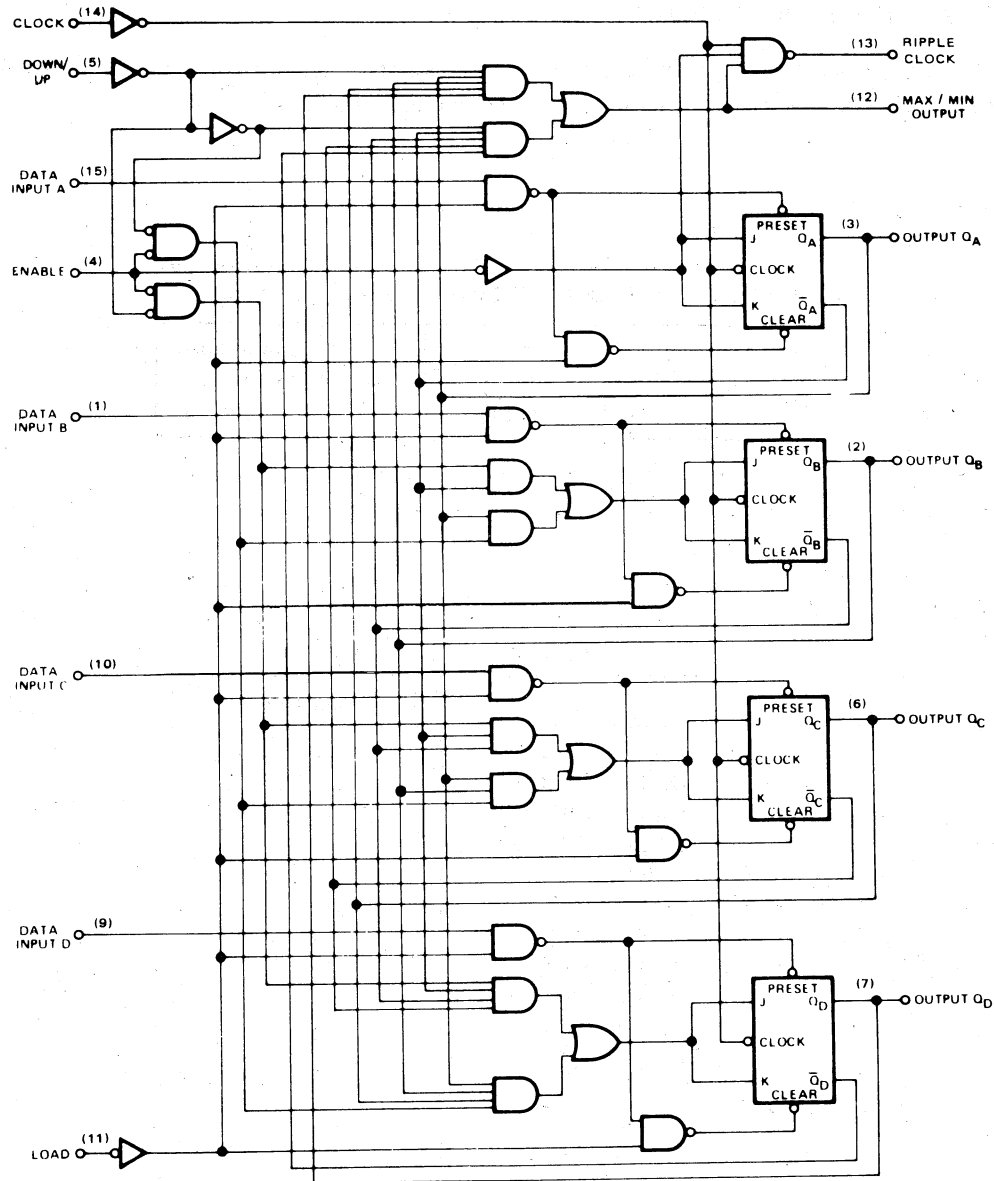 CLOCK (14)
DOWN/ (5)
UP
(13) RIPPLE
CLOCK
(12) MAX / MIN
OUTPUT
DATA (15)
INPUT A
PRESET
J QA (3) OUTPUT QA
ENABLE (4)
CLOCK
K Q̄A
CLEAR
DATA (1)
INPUT B
PRESET
J QB (2) OUTPUT QB
CLOCK
K Q̄B
CLEAR
DATA (10)
INPUT C
PRESET
J QC (6) OUTPUT QC
CLOCK
K Q̄C
CLEAR
DATA (9)
INPUT D
PRESET
J QD (7) OUTPUT QD
CLOCK
K Q̄D
CLEAR
LOAD (11)